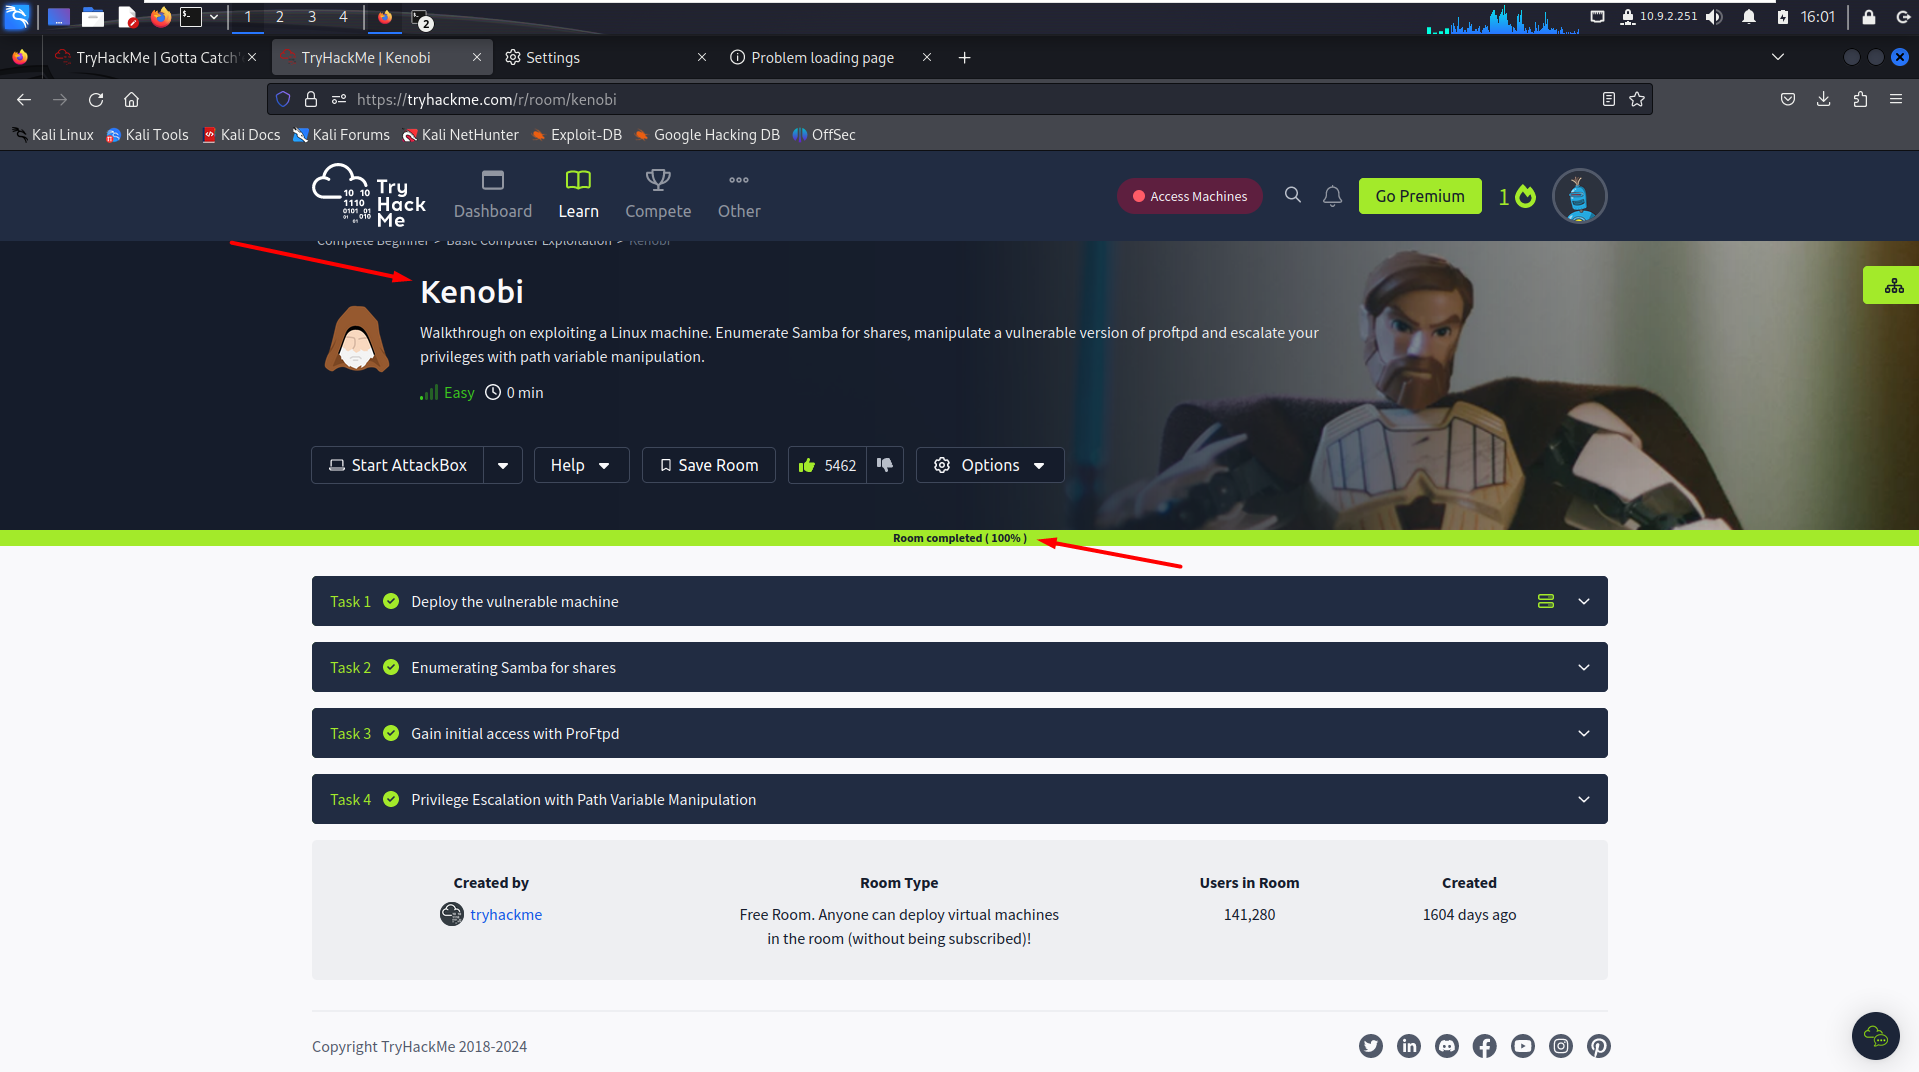 1
2
3
4
2
10.9.2.251
16:01
TryHackMe | Gotta Catch'
TryHackMe | Kenobi
Settings
Problem loading page
https://tryhackme.com/r/room/kenobi
Kali Linux
Kali Tools
Kali Docs
Kali Forums
Kali NetHunter
Exploit-DB
Google Hacking DB
OffSec
10 10
1110
0101 01
01 010
Try
Hack
Me
Dashboard
Learn
Compete
Other
Access Machines
Go Premium
1
Complete Beginner > Basic Computer Exploitation > Kenobi
Kenobi
Walkthrough on exploiting a Linux machine. Enumerate Samba for shares, manipulate a vulnerable version of proftpd and escalate your
privileges with path variable manipulation.
Easy
0 min
Start AttackBox
Help
Save Room
5462
Options
Room completed ( 100% )
Task 1 Deploy the vulnerable machine
Task 2 Enumerating Samba for shares
Task 3 Gain initial access with ProFtpd
Task 4 Privilege Escalation with Path Variable Manipulation
Created by
tryhackme
Room Type
Free Room. Anyone can deploy virtual machines
in the room (without being subscribed)!
Users in Room
141,280
Created
1604 days ago
Copyright TryHackMe 2018-2024